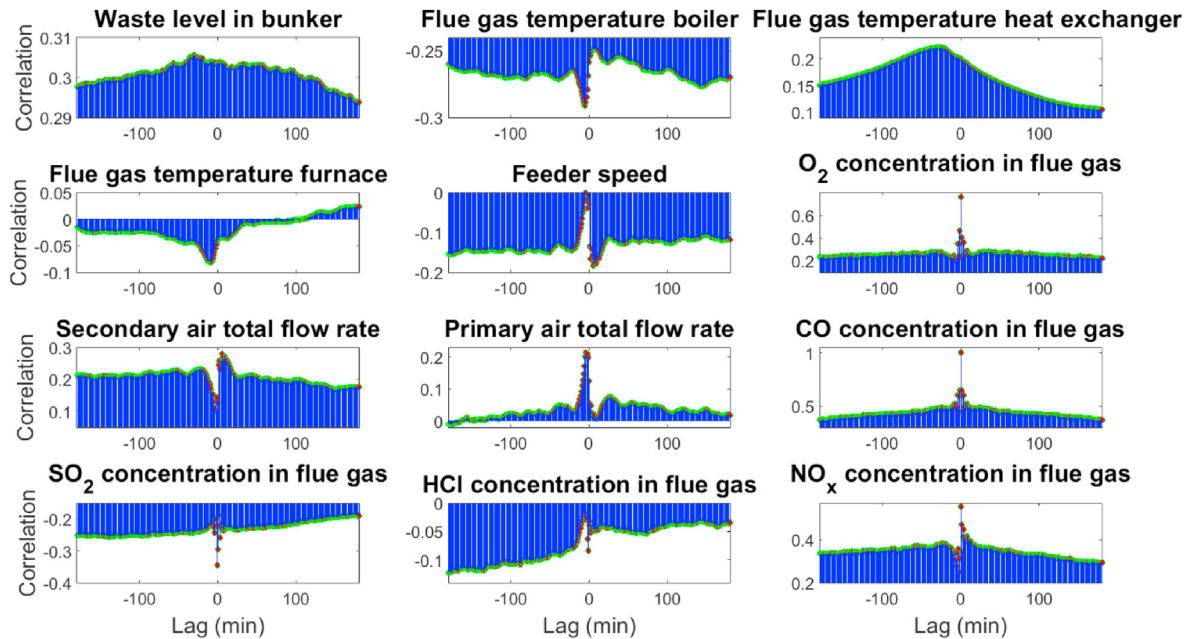 Waste level in bunker
Flue gas temperature boiler
Flue gas temperature heat exchanger
Correlation
0.31
0.3
0.29
-100 0 100
-0.25
-0.3
-100 0 100
0.2
0.1
-100 0 100
Flue gas temperature furnace
Feeder speed
O₂ concentration in flue gas
Correlation
0.05
0
-0.05
-0.1
-100 0 100
0
-0.1
-0.2
-100 0 100
0.8
0.6
0.4
0.2
-100 0 100
Secondary air total flow rate
Primary air total flow rate
CO concentration in flue gas
Correlation
0.3
0.2
0.1
-100 0 100
0.2
0.1
0
-100 0 100
1
0.5
-100 0 100
SO₂ concentration in flue gas
HCl concentration in flue gas
NOₓ concentration in flue gas
Correlation
-0.2
-0.3
-0.4
-100 0 100
Lag (min)
0
-0.05
-0.1
-100 0 100
Lag (min)
0.4
0.2
-100 0 100
Lag (min)